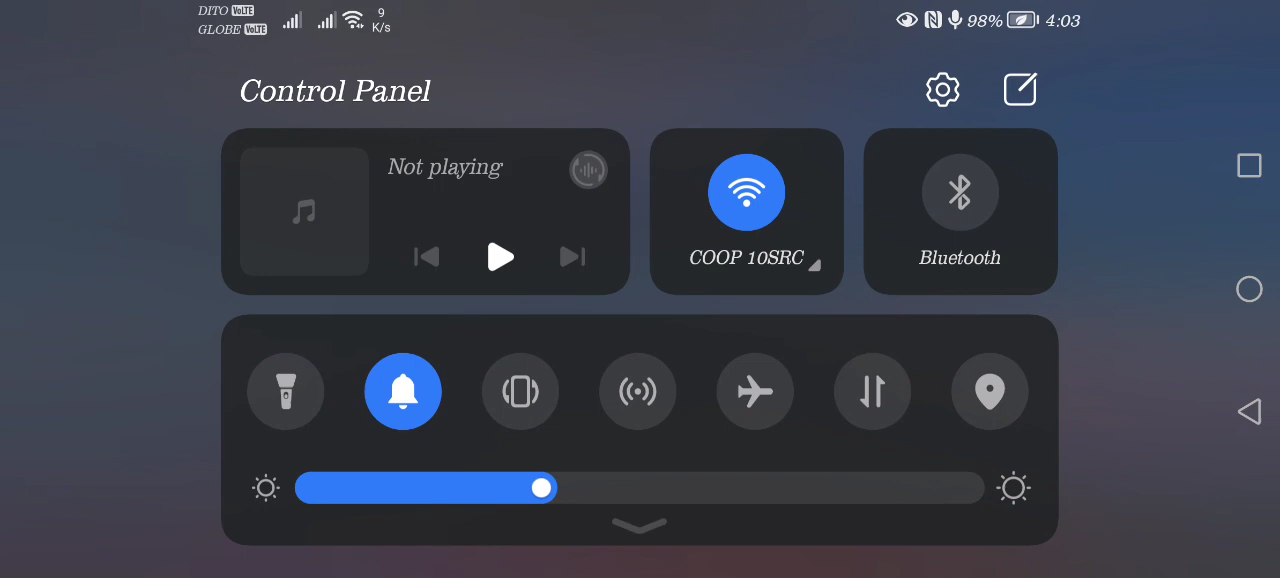 DITO VoLTE
GLOBE VoLTE
9
K/s
98% 4:03
Control Panel
Not playing
COOP 10SRC
Bluetooth